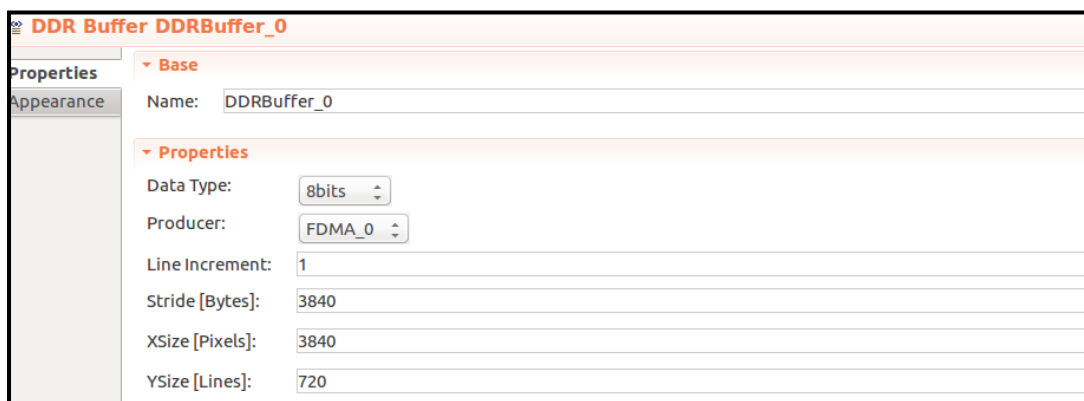 DDR Buffer DDRBuffer_0
Properties
Appearance
Base
Name: DDRBuffer_0
Properties
Data Type: 8bits
Producer: FDMA_0
Line Increment: 1
Stride [Bytes]: 3840
XSize [Pixels]: 3840
YSize [Lines]: 720